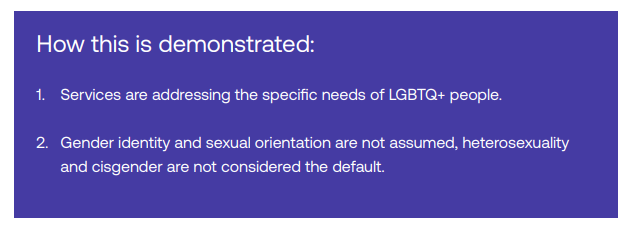 How this is demonstrated:
1. Services are addressing the specific needs of LGBTQ+ people.
2. Gender identity and sexual orientation are not assumed, heterosexuality
and cisgender are not considered the default.